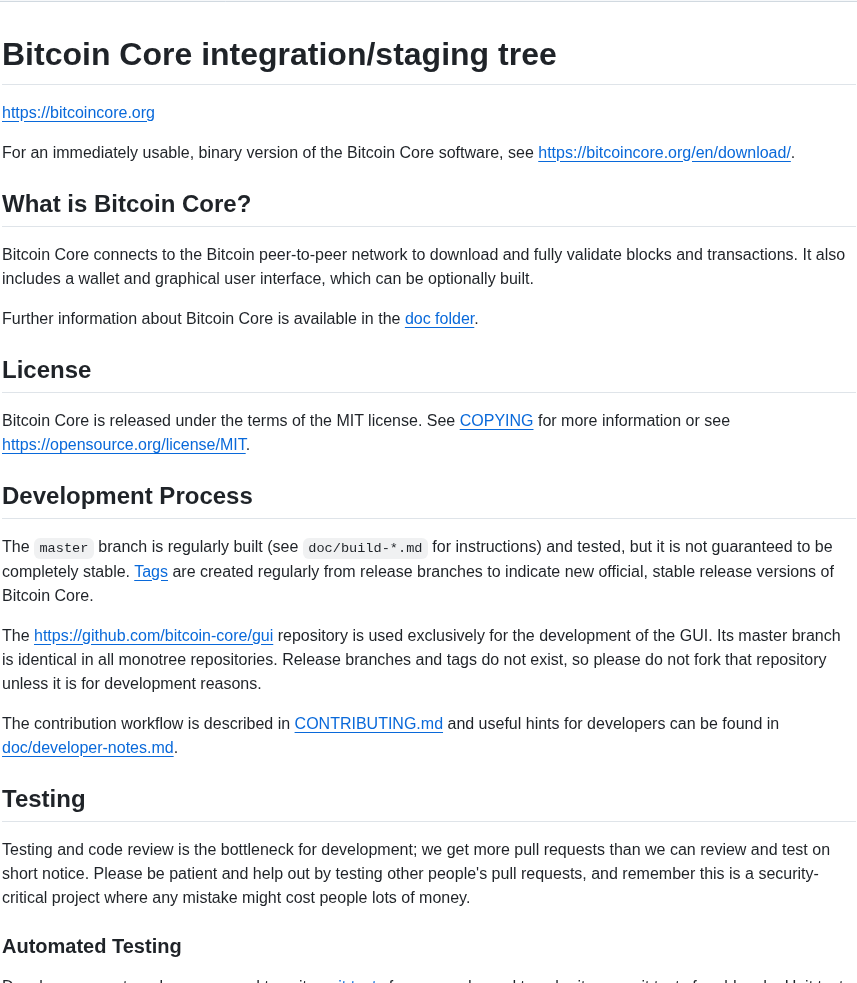 Bitcoin Core integration/staging tree
https://bitcoincore.org
For an immediately usable, binary version of the Bitcoin Core software, see https://bitcoincore.org/en/download/.
What is Bitcoin Core?
Bitcoin Core connects to the Bitcoin peer-to-peer network to download and fully validate blocks and transactions. It also
includes a wallet and graphical user interface, which can be optionally built.
Further information about Bitcoin Core is available in the doc folder.
License
Bitcoin Core is released under the terms of the MIT license. See COPYING for more information or see
https://opensource.org/license/MIT.
Development Process
The master branch is regularly built (see doc/build-*.md for instructions) and tested, but it is not guaranteed to be
completely stable. Tags are created regularly from release branches to indicate new official, stable release versions of
Bitcoin Core.
The https://github.com/bitcoin-core/gui repository is used exclusively for the development of the GUI. Its master branch
is identical in all monotree repositories. Release branches and tags do not exist, so please do not fork that repository
unless it is for development reasons.
The contribution workflow is described in CONTRIBUTING.md and useful hints for developers can be found in
doc/developer-notes.md.
Testing
Testing and code review is the bottleneck for development; we get more pull requests than we can review and test on
short notice. Please be patient and help out by testing other people's pull requests, and remember this is a security-
critical project where any mistake might cost people lots of money.
Automated Testing